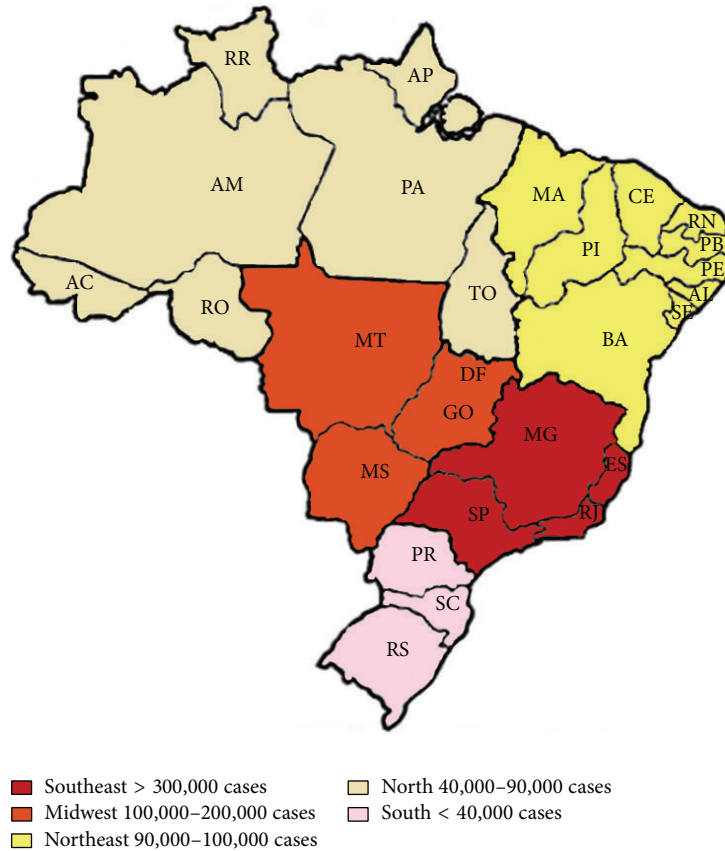 RR
AP
AM
PA
MA
CE
RN
PB
PI
PE
AC
RO
TO
AL
SE
MT
BA
DF
GO
MG
MS
ES
SP
RJ
PR
SC
RS
Southeast > 300,000 cases
Midwest 100,000–200,000 cases
Northeast 90,000–100,000 cases
North 40,000–90,000 cases
South < 40,000 cases